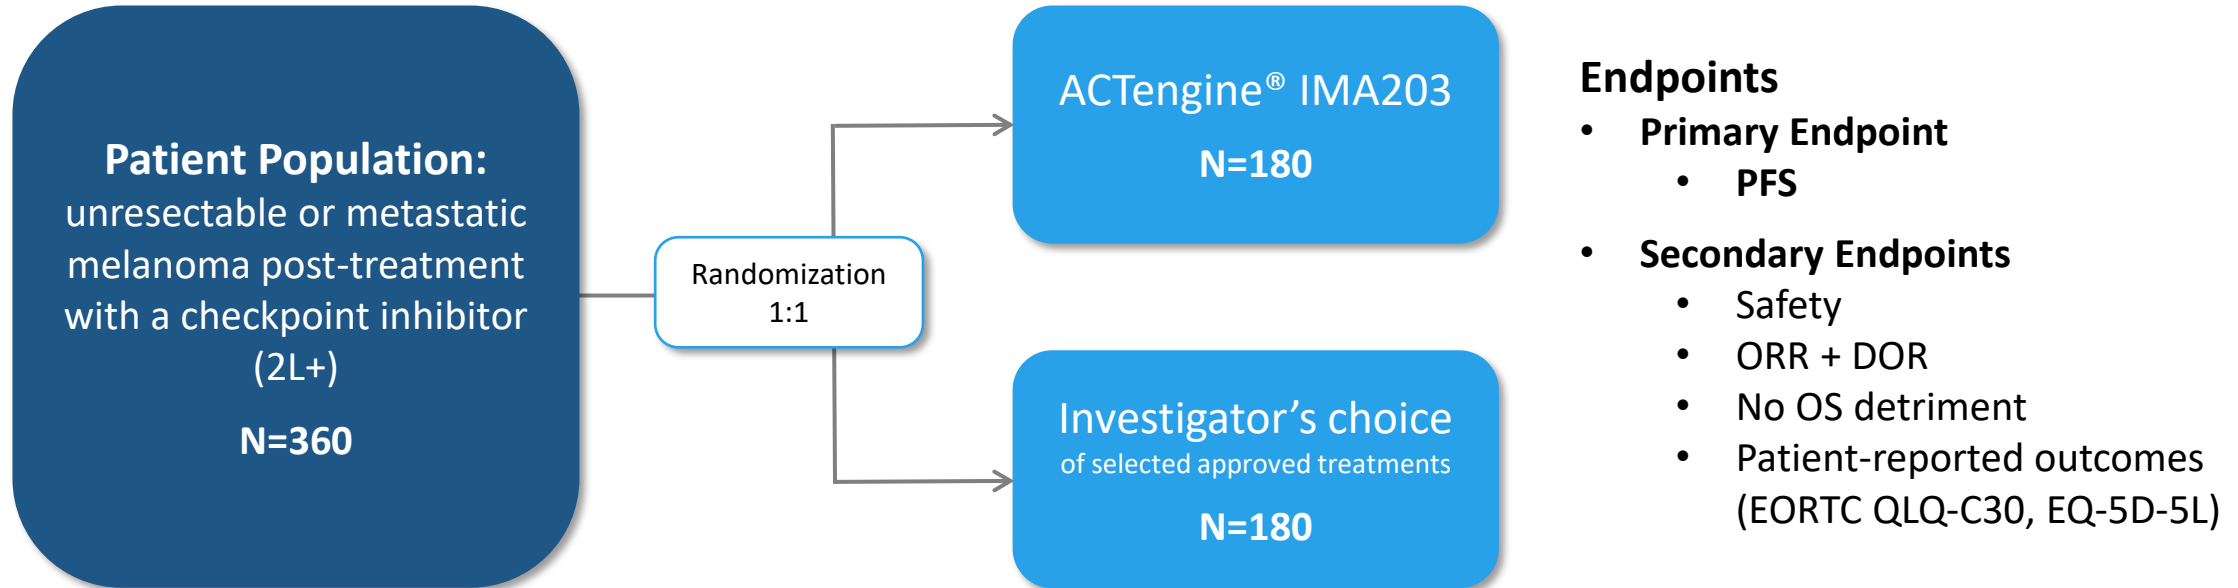 Patient Population:
unresectable or metastatic
melanoma post-treatment
with a checkpoint inhibitor
(2L+)
N=360
Randomization
1:1
ACTengine® IMA203
N=180
Investigator’s choice
of selected approved treatments
N=180
Endpoints
• Primary Endpoint
• PFS
• Secondary Endpoints
• Safety
• ORR + DOR
• No OS detriment
• Patient-reported outcomes
(EORTC QLQ-C30, EQ-5D-5L)